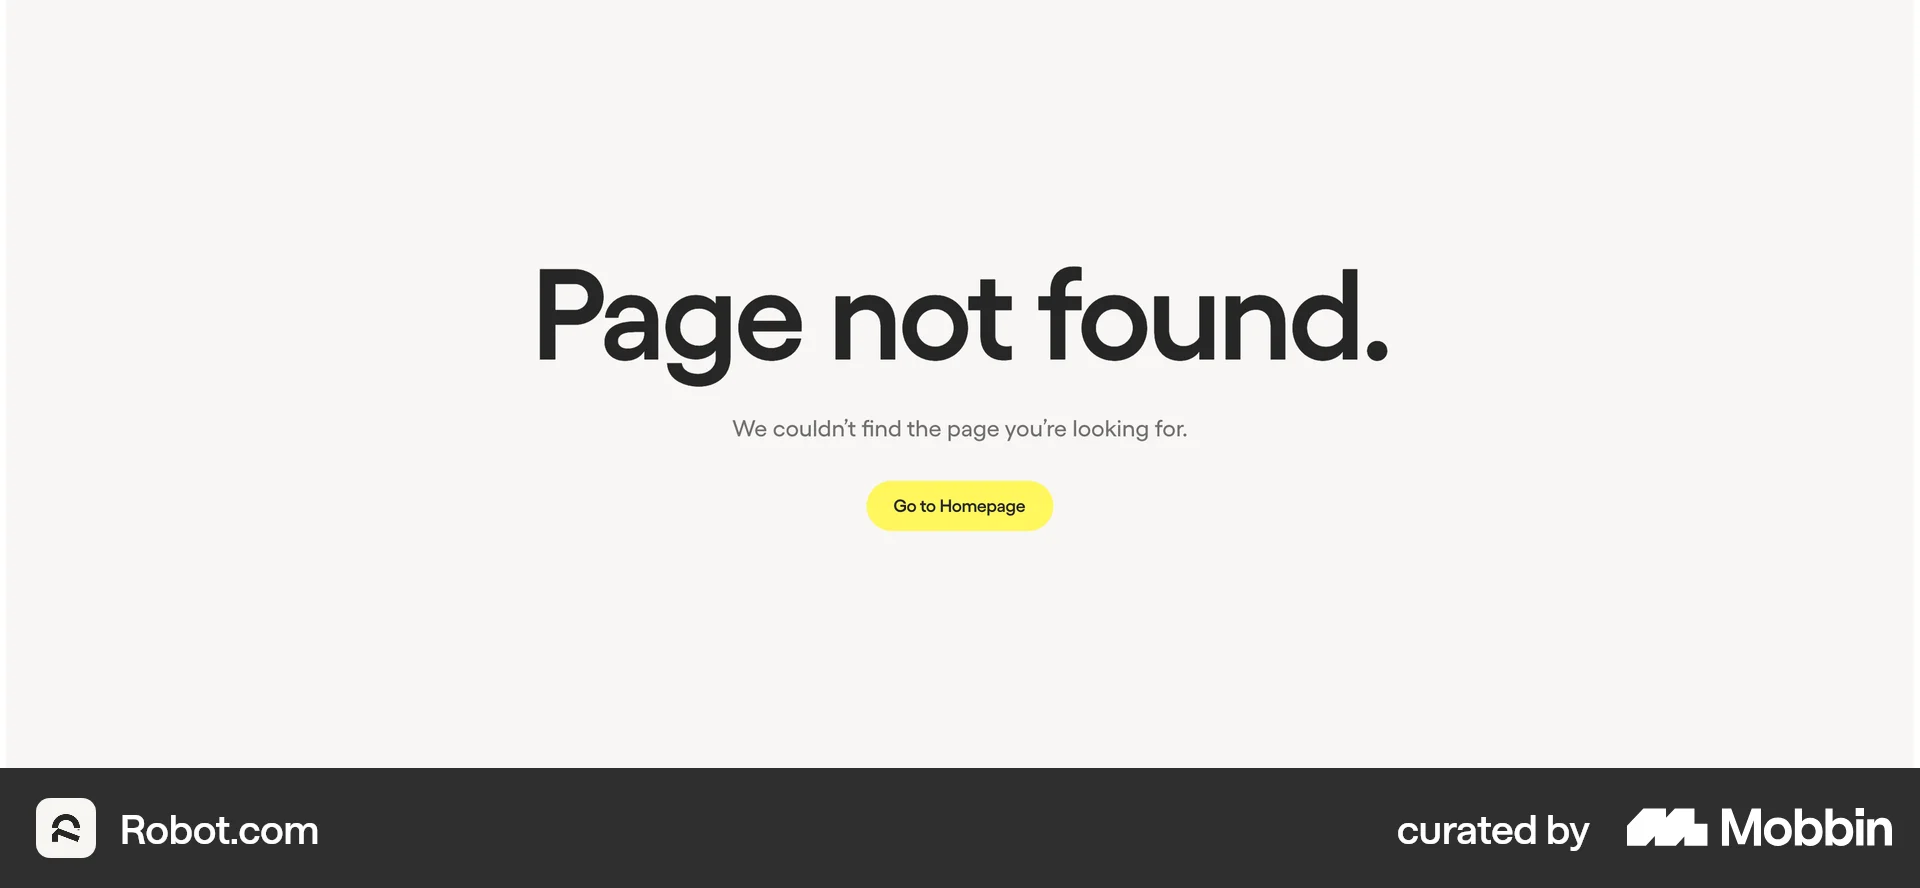 Page not found.
We couldn’t find the page you’re looking for.
Go to Homepage
Robot.com
curated by Mobbin